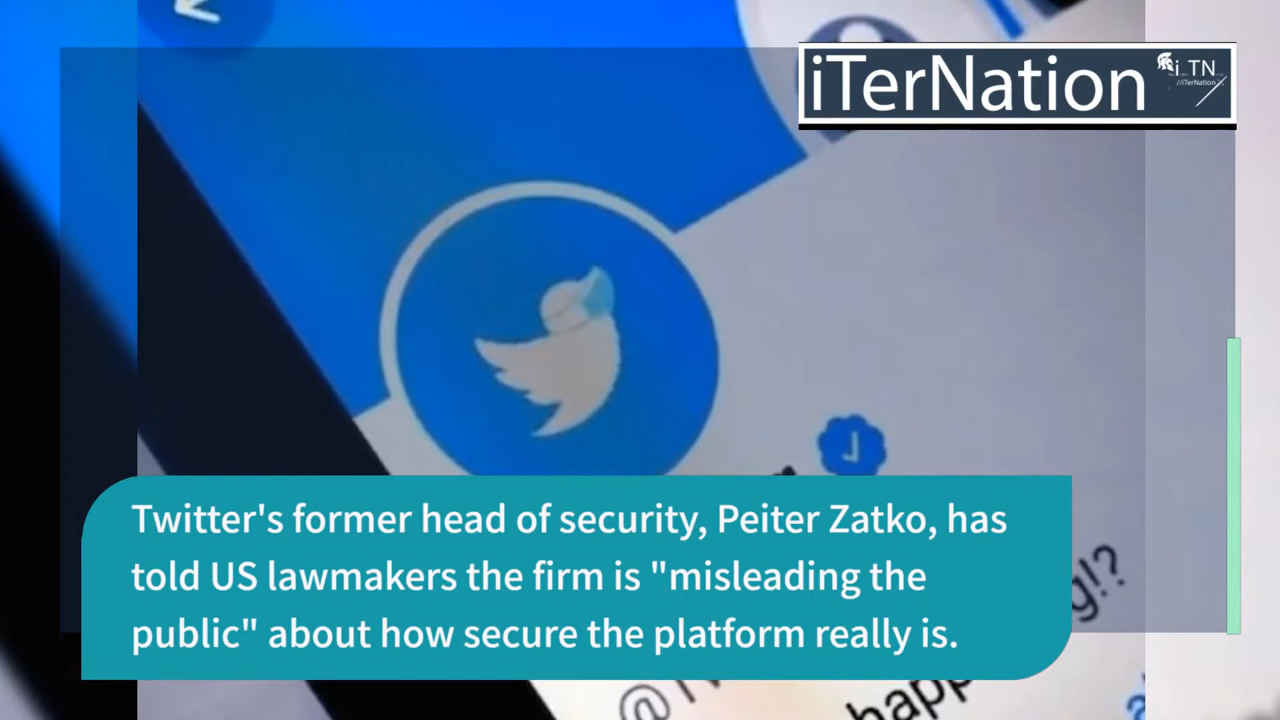 iTerNation
i_TN
//iTerNation
Twitter's former head of security, Peiter Zatko, has
told US lawmakers the firm is "misleading the
public" about how secure the platform really is.
g!?
@
happ